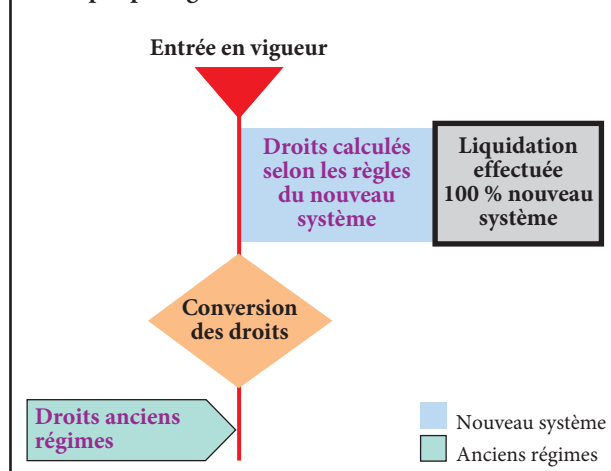 Entrée en vigueur
Droits calculés
selon les règles
du nouveau
système
Liquidation
effectuée
100 % nouveau
système
Conversion
des droits
Droits anciens
régimes
Nouveau système
Anciens régimes